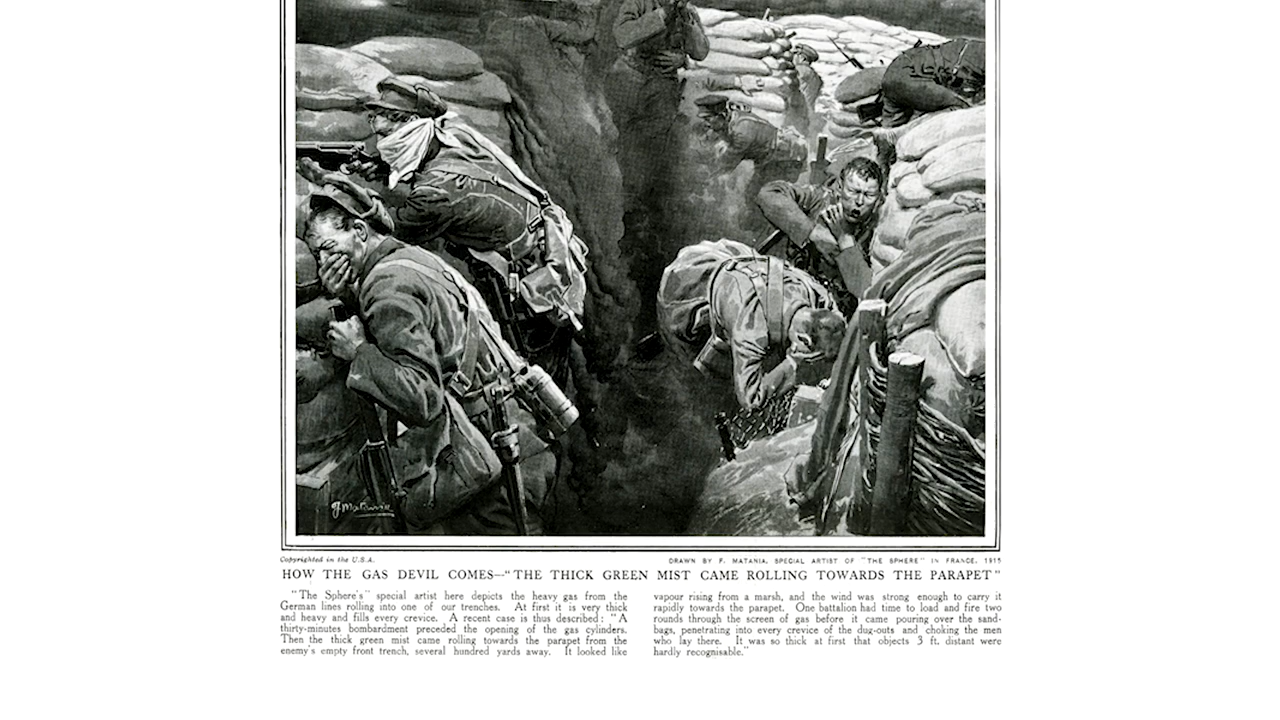 J. Matania
Copyrighted in the U.S.A.
DRAWN BY F. MATANIA, SPECIAL ARTIST OF "THE SPHERE" IN FRANCE, 1915
HOW THE GAS DEVIL COMES—"THE THICK GREEN MIST CAME ROLLING TOWARDS THE PARAPET"
"The Sphere's" special artist here depicts the heavy gas from the
German lines rolling into one of our trenches. At first it is very thick
and heavy and fills every crevice. A recent case is thus described: "A
thirty-minutes bombardment preceded the opening of the gas cylinders.
Then the thick green mist came rolling towards the parapet from the
enemy's empty front trench, several hundred yards away. It looked like
vapour rising from a marsh, and the wind was strong enough to carry it
rapidly towards the parapet. One battalion had time to load and fire two
rounds through the screen of gas before it came pouring over the sand-
bags, penetrating into every crevice of the dug-outs and choking the men
who lay there. It was so thick at first that objects 3 ft. distant were
hardly recognisable."